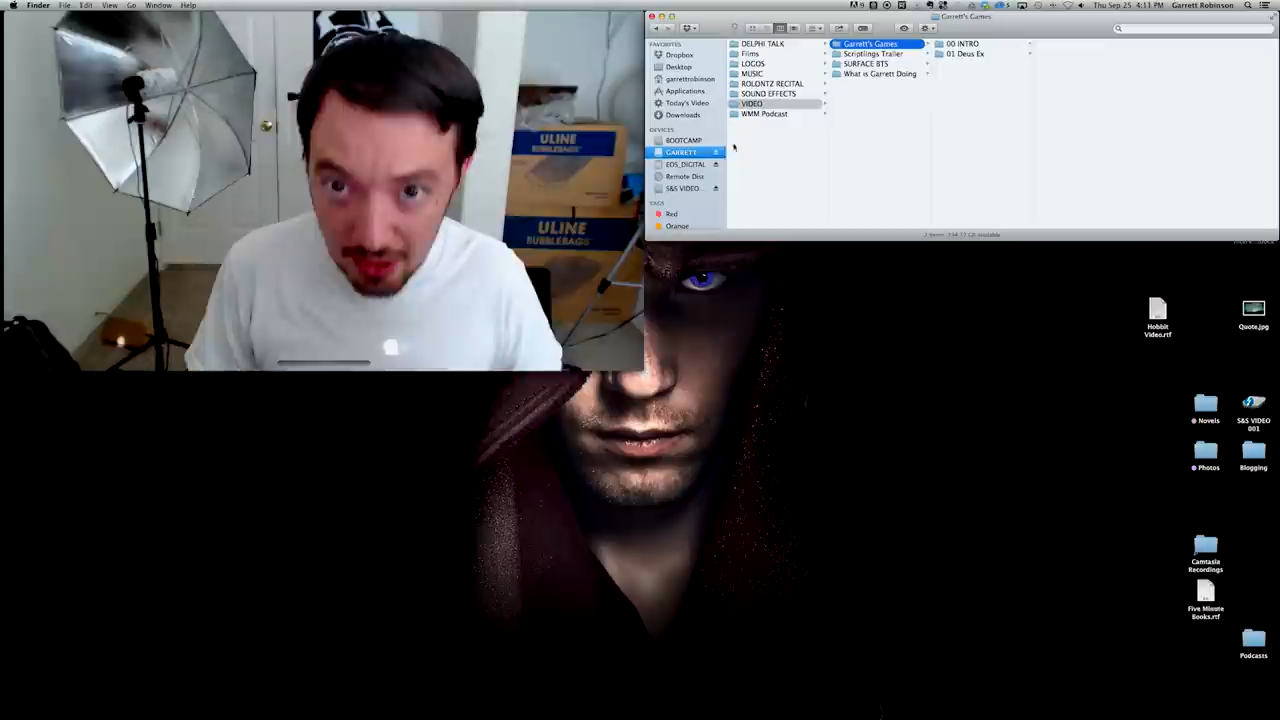 Finder File Edit View Go Window Help
9
Thu Sep 25 4:11 PM Garrett Robinson
Garrett's Games
FAVORITES
Dropbox
Desktop
garrettrobinson
Applications
Today's Video
Downloads
DEVICES
BOOTCAMP
GARRETT
EOS_DIGITAL
Remote Disc
S&S VIDEO...
TAGS
Red
Orange
DELPHI TALK
Films
LOGOS
MUSIC
ROLONTZ RECITAL
SOUND EFFECTS
VIDEO
WMM Podcast
Garrett's Games
Scriptlings Trailer
SURFACE BTS
What is Garrett Doing
00 INTRO
01 Deus Ex
ULINE
BUBBLEBAGS
ULINE
BUBBLEBAGS
Hobbit
Video.rtf
Quote.jpg
Novels
S&S VIDEO
001
Photos
Blogging
Camtasia
Recordings
Five Minute
Books.rtf
Podcasts